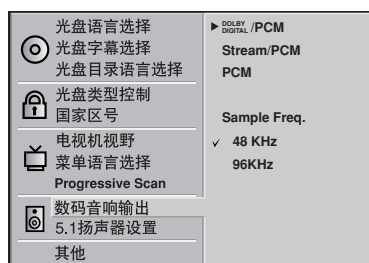 光盘语言选择
光盘字幕选择
光盘目录语言选择
光盘类型控制
国家区号
电视机视野
菜单语言选择
Progressive Scan
数码音响输出
5.1扬声器设置
其他
DOLBY DIGITAL /PCM
Stream/PCM
PCM
Sample Freq.
48 KHz
96KHz